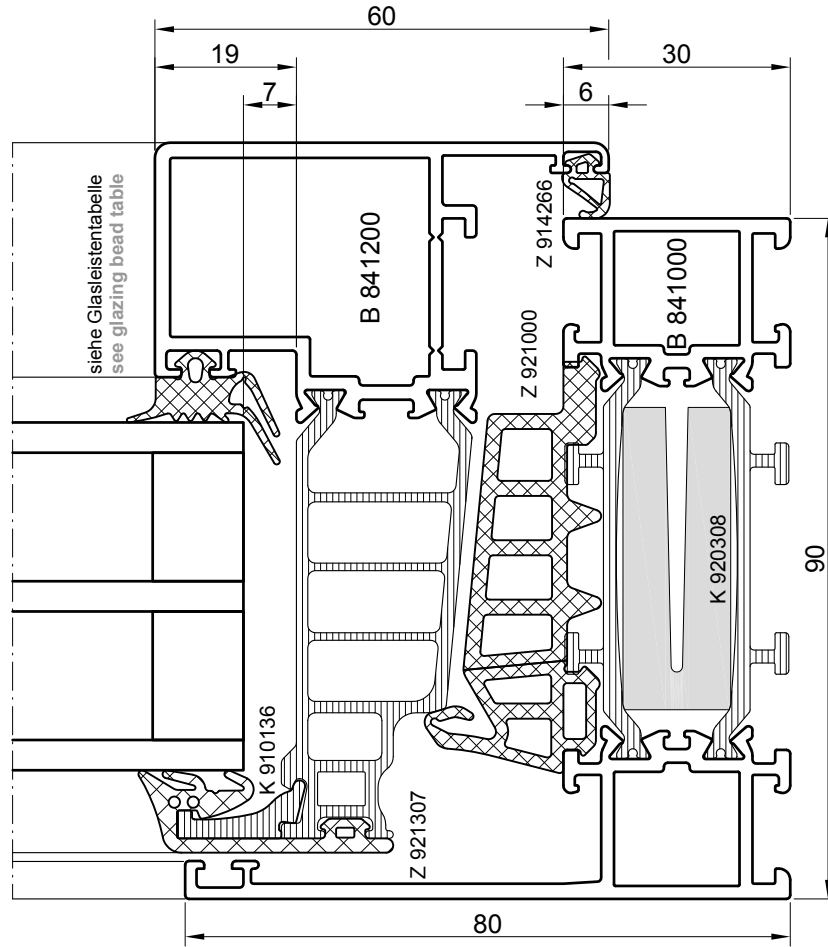 60
19
30
7
6
siehe Glasleistentabelle
see glazing bead table
B 841200
Z 914266
B 841000
Z 921000
K 920308
90
K 910136
Z 921307
80